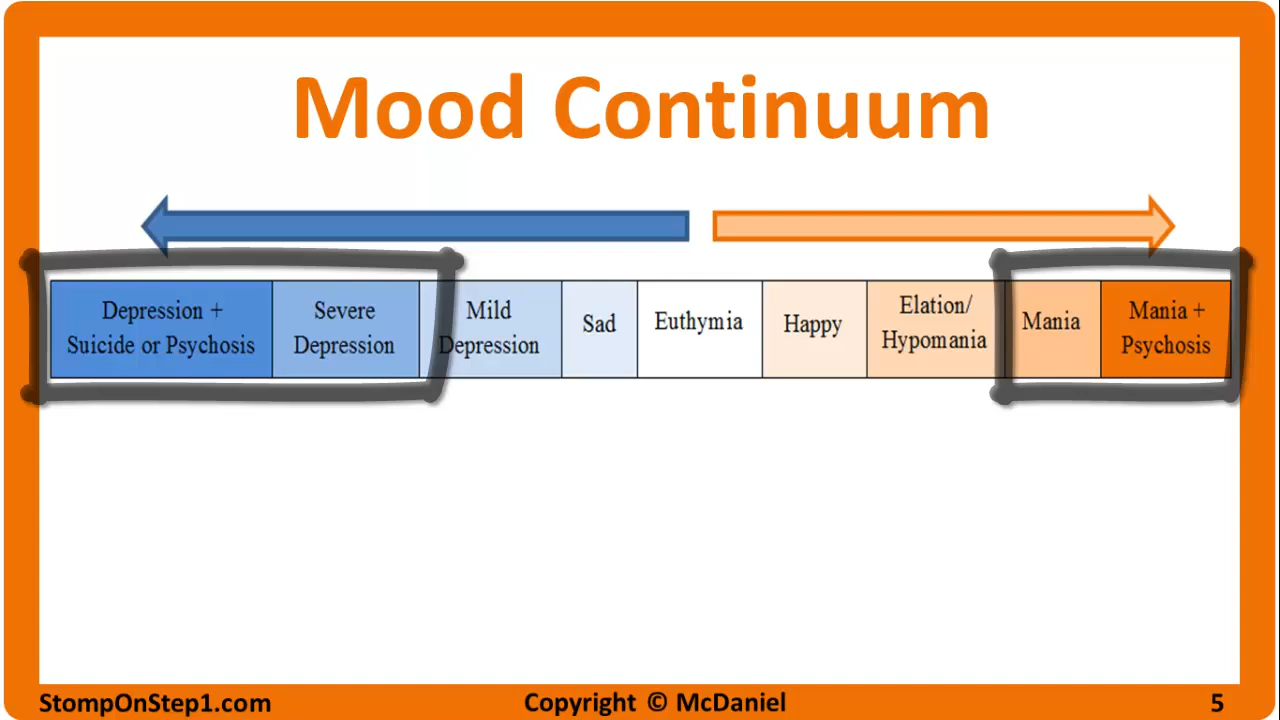 Mood Continuum
Depression +
Suicide or Psychosis
Severe
Depression
Mild
Depression
Sad
Euthymia
Happy
Elation/
Hypomania
Mania
Mania +
Psychosis
StompOnStep1.com
Copyright © McDaniel
5